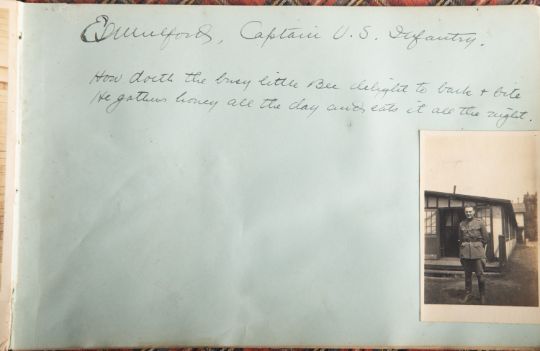 EDMulford, Captain U.S. Infantry.
How doth the busy little Bee delight to bark & bite
He gathers honey all the day and eats it all the night.